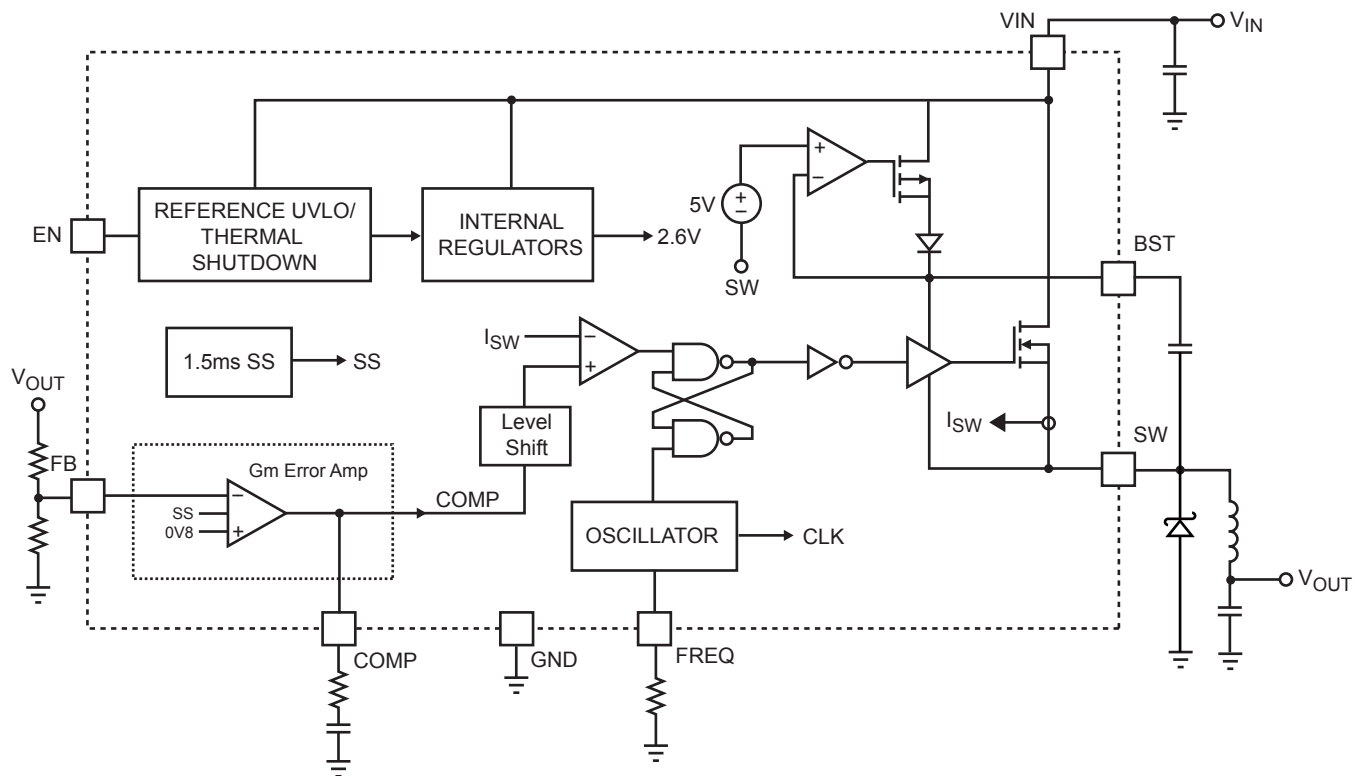 VIN
V_IN
REFERENCE UVLO/
THERMAL
SHUTDOWN
INTERNAL
REGULATORS
2.6V
EN
5V
+
−
+
−
SW
BST
1.5ms SS
SS
I_SW
−
+
V_OUT
Level
Shift
I_SW
SW
FB
Gm Error Amp
−
SS
0V8
+
COMP
OSCILLATOR
CLK
V_OUT
COMP
GND
FREQ